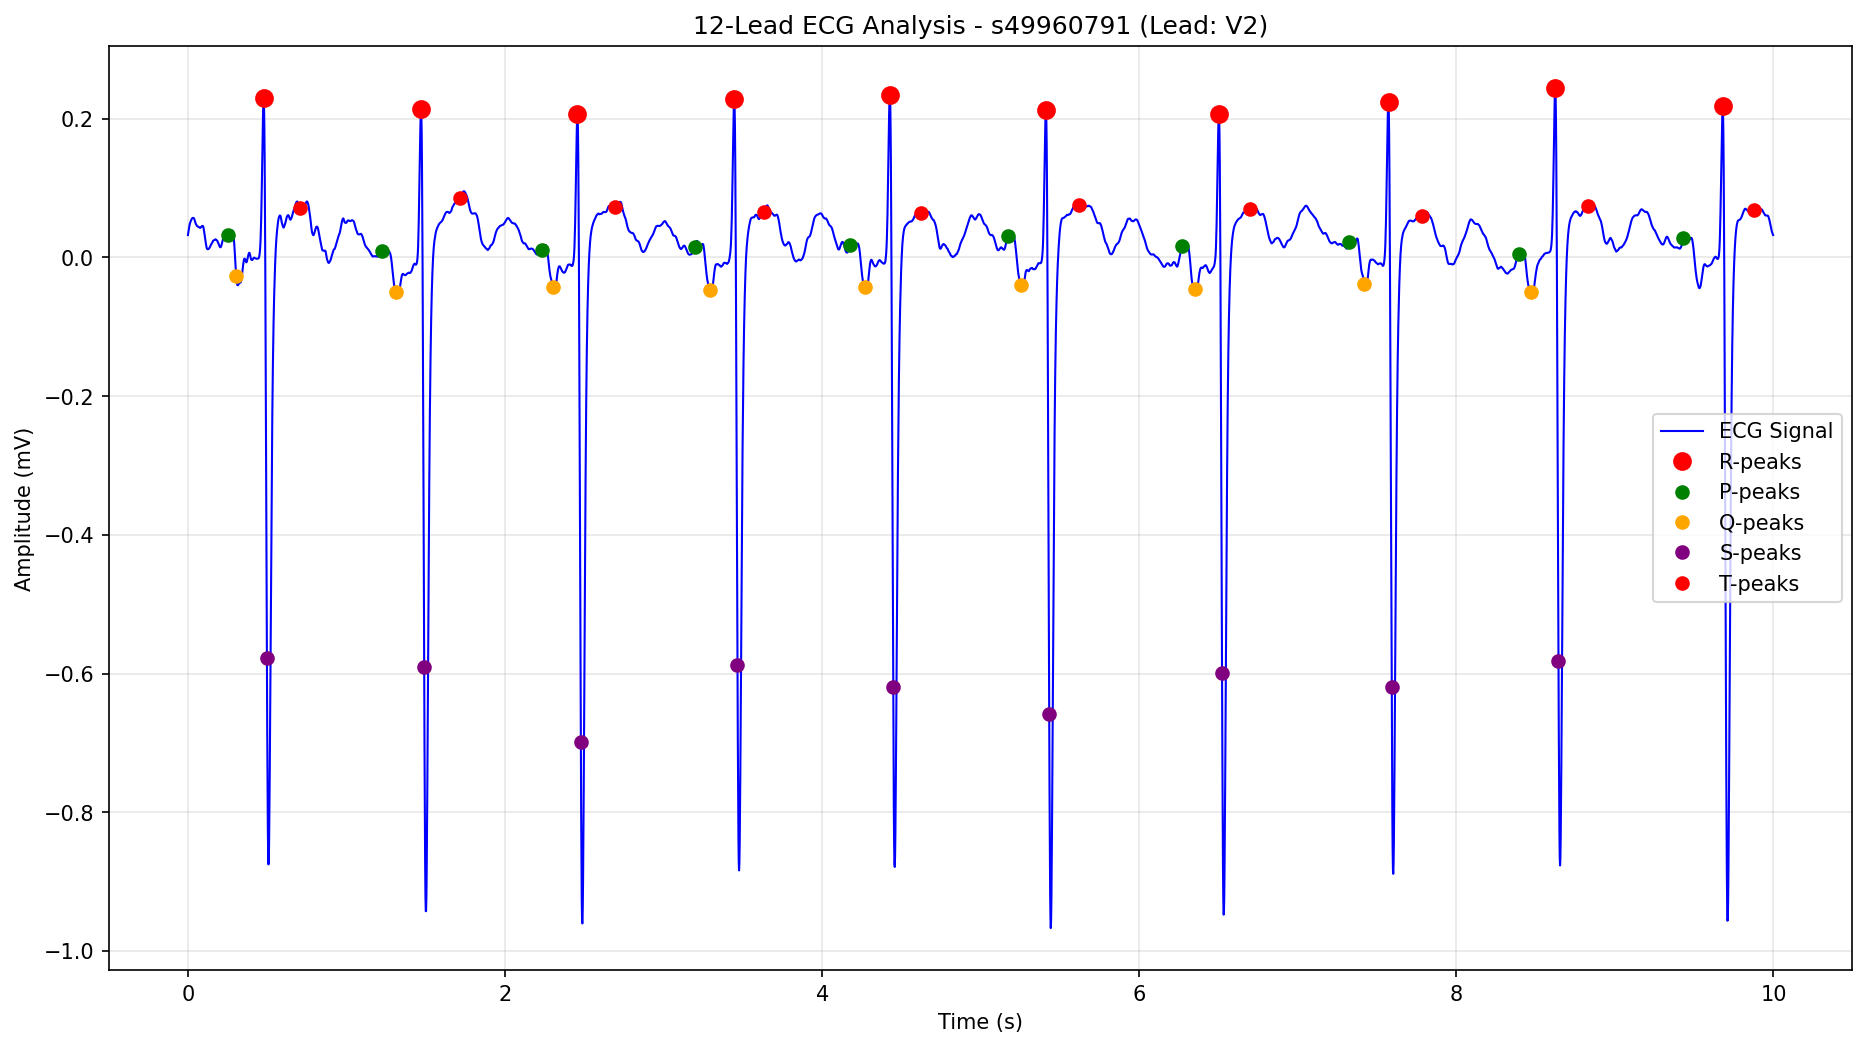 12-Lead ECG Analysis - s49960791 (Lead: V2)
Amplitude (mV)
0.2
0.0
−0.2
−0.4
−0.6
−0.8
−1.0
ECG Signal
R-peaks
P-peaks
Q-peaks
S-peaks
T-peaks
0 2 4 6 8 10
Time (s)